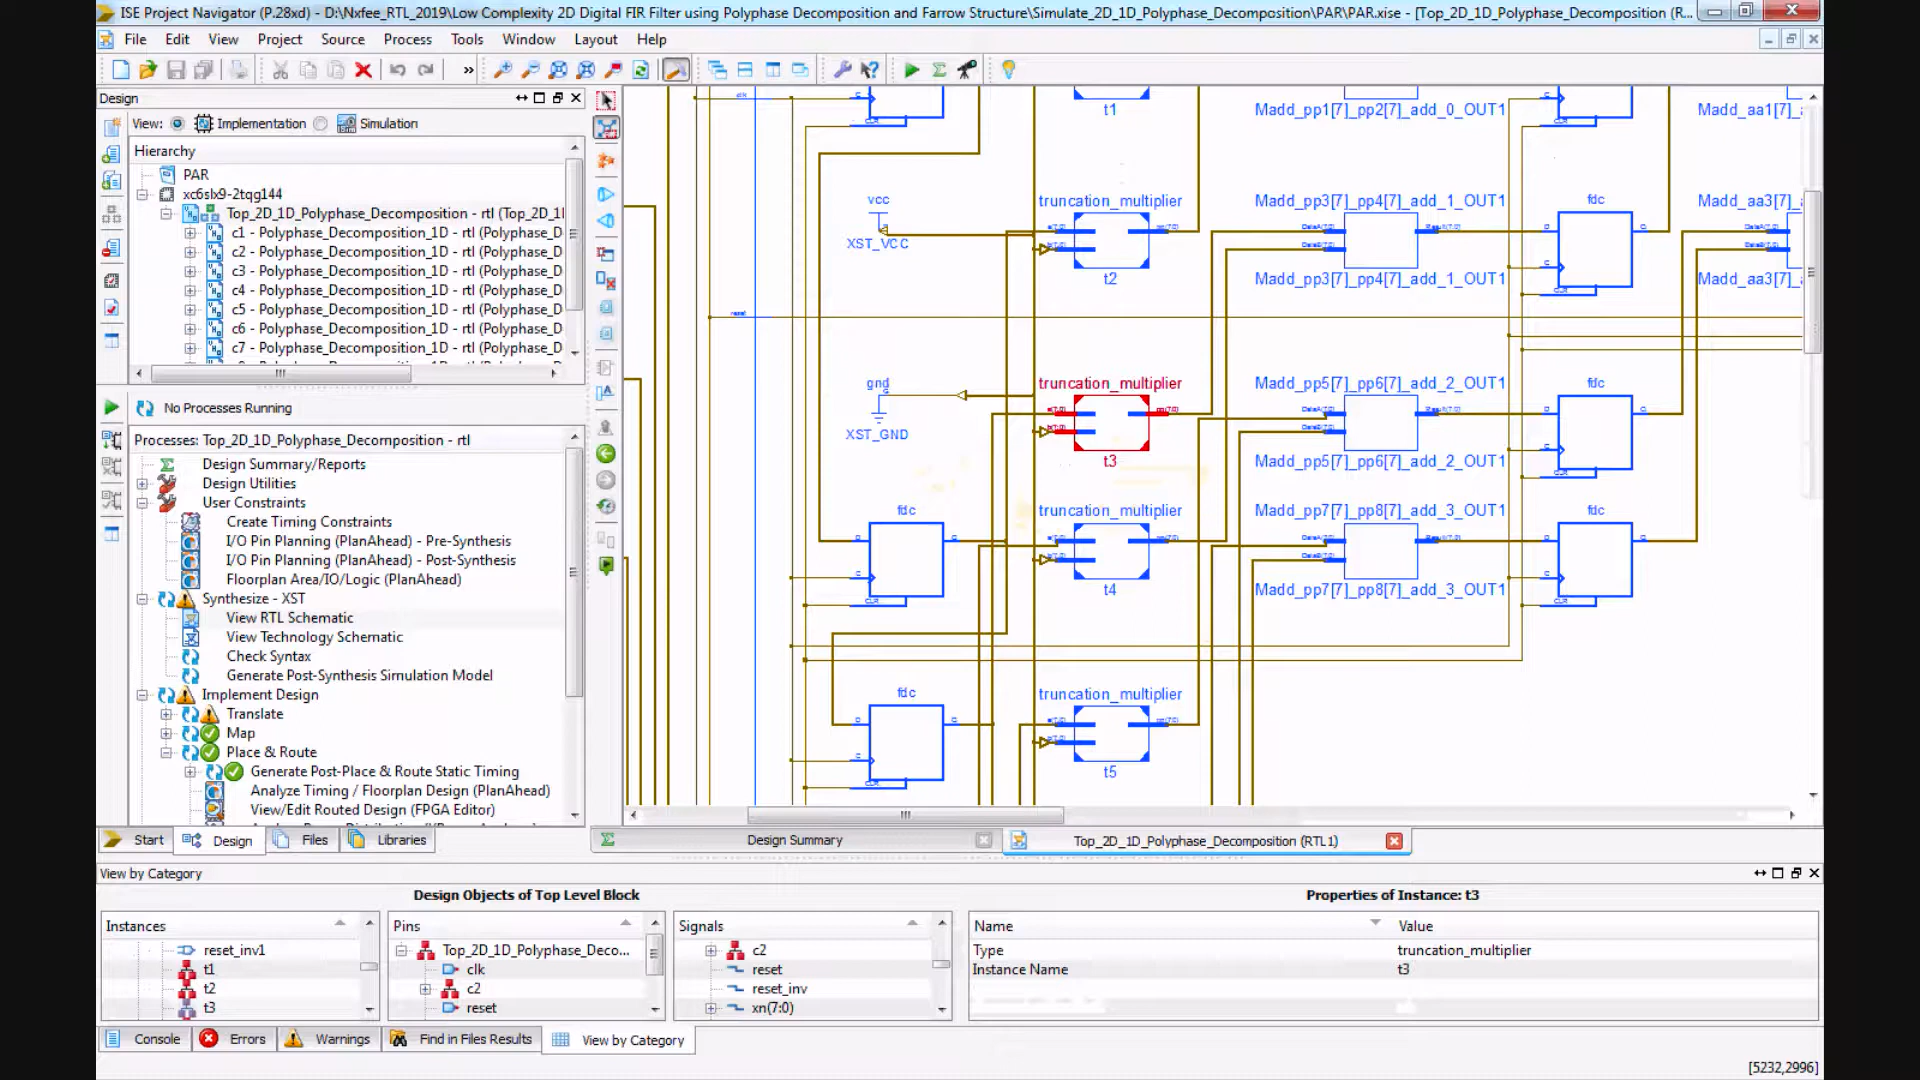 ISE Project Navigator (P.28xd) - D:\Nxfee_RTL_2019\Low Complexity 2D Digital FIR Filter using Polyphase Decomposition and Farrow Structure\Simulate_2D_1D_Polyphase_Decomposition\PAR\PAR.xise - [Top_2D_1D_Polyphase_Decomposition (R...
File Edit View Project Source Process Tools Window Layout Help
»
Design
View: Implementation Simulation
Hierarchy
PAR
xc6slx9-2tqg144
Top_2D_1D_Polyphase_Decomposition - rtl (Top_2D_1
c1 - Polyphase_Decomposition_1D - rtl (Polyphase_D
c2 - Polyphase_Decomposition_1D - rtl (Polyphase_D
c3 - Polyphase_Decomposition_1D - rtl (Polyphase_D
c4 - Polyphase_Decomposition_1D - rtl (Polyphase_D
c5 - Polyphase_Decomposition_1D - rtl (Polyphase_D
c6 - Polyphase_Decomposition_1D - rtl (Polyphase_D
c7 - Polyphase_Decomposition_1D - rtl (Polyphase_D
No Processes Running
Processes: Top_2D_1D_Polyphase_Decomposition - rtl
Design Summary/Reports
Design Utilities
User Constraints
Create Timing Constraints
I/O Pin Planning (PlanAhead) - Pre-Synthesis
I/O Pin Planning (PlanAhead) - Post-Synthesis
Floorplan Area/IO/Logic (PlanAhead)
Synthesize - XST
View RTL Schematic
View Technology Schematic
Check Syntax
Generate Post-Synthesis Simulation Model
Implement Design
Translate
Map
Place & Route
Generate Post-Place & Route Static Timing
Analyze Timing / Floorplan Design (PlanAhead)
View/Edit Routed Design (FPGA Editor)
Start Design Files Libraries
clk
t1 Madd_pp1[7]_pp2[7]_add_0_OUT1 Madd_aa1[7]
vcc truncation_multiplier Madd_pp3[7]_pp4[7]_add_1_OUT1 fdc Madd_aa3[7]
XST_VCC
t2 Madd_pp3[7]_pp4[7]_add_1_OUT1 Madd_aa3[7]
reset
gnd truncation_multiplier Madd_pp5[7]_pp6[7]_add_2_OUT1 fdc
XST_GND
t3 Madd_pp5[7]_pp6[7]_add_2_OUT1
fdc truncation_multiplier Madd_pp7[7]_pp8[7]_add_3_OUT1 fdc
t4 Madd_pp7[7]_pp8[7]_add_3_OUT1
fdc truncation_multiplier
t5
Design Summary Top_2D_1D_Polyphase_Decomposition (RTL1)
View by Category
Design Objects of Top Level Block Properties of Instance: t3
Instances
reset_inv1
t1
t2
t3
Pins
Top_2D_1D_Polyphase_Deco...
clk
c2
reset
Signals
c2
reset
reset_inv
xn(7:0)
Name Value
Type truncation_multiplier
Instance Name t3
Console Errors Warnings Find in Files Results View by Category
[5232,2996]